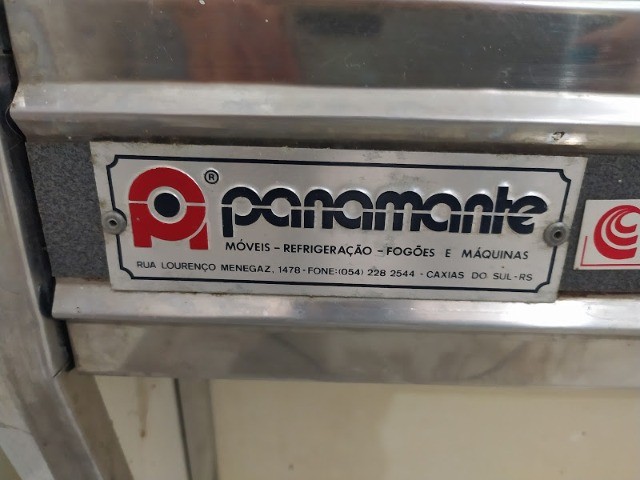 ® panamante
MÓVEIS - REFRIGERAÇÃO - FOGÕES E MÁQUINAS
RUA LOURENÇO MENEGAZ, 1478 - FONE:(054) 228 2544 - CAXIAS DO SUL - RS